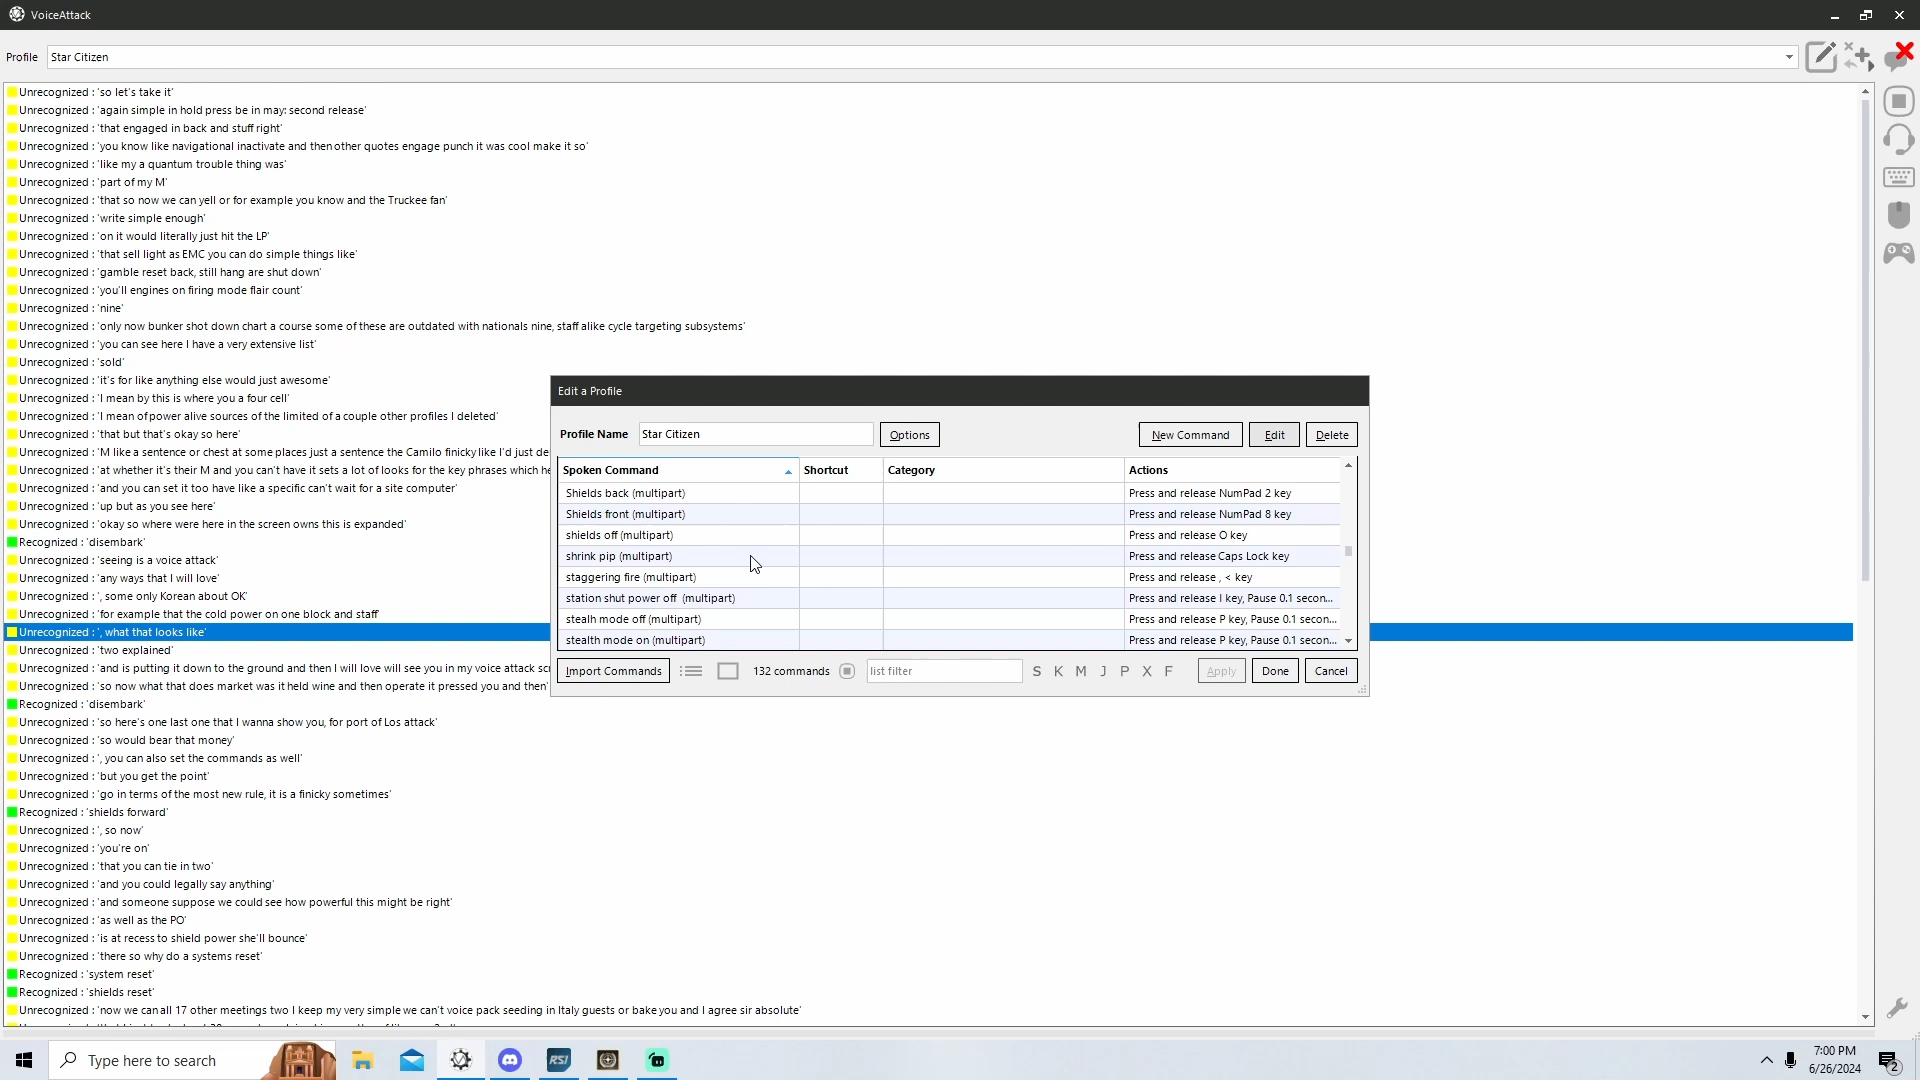 VoiceAttack
Profile Star Citizen
Unrecognized : 'so let's take it'
Unrecognized : 'again simple in hold press be in may: second release'
Unrecognized : 'that engaged in back and stuff right'
Unrecognized : 'you know like navigational inactivate and then other quotes engage punch it was cool make it so'
Unrecognized : 'like my a quantum trouble thing was'
Unrecognized : 'part of my M'
Unrecognized : 'that so now we can yell or for example you know and the Truckee fan'
Unrecognized : 'write simple enough'
Unrecognized : 'on it would literally just hit the LP'
Unrecognized : 'that sell light as EMC you can do simple things like'
Unrecognized : 'gamble reset back, still hang are shut down'
Unrecognized : 'you'll engines on firing mode flair count'
Unrecognized : 'nine'
Unrecognized : 'only now bunker shot down chart a course some of these are outdated with nationals nine, staff alike cycle targeting subsystems'
Unrecognized : 'you can see here I have a very extensive list'
Unrecognized : 'sold'
Unrecognized : 'it's for like anything else would just awesome'
Unrecognized : 'I mean by this is where you a four cell'
Unrecognized : 'I mean of power alive sources of the limited of a couple other profiles I deleted'
Unrecognized : 'that but that's okay so here'
Unrecognized : 'M like a sentence or chest at some places just a sentence the Camilo finicky like I'd just de
Unrecognized : 'at whether it's their M and you can't have it sets a lot of looks for the key phrases which he
Unrecognized : 'and you can set it too have like a specific can't wait for a site computer'
Unrecognized : 'up but as you see here'
Unrecognized : 'okay so where were here in the screen owns this is expanded'
Recognized : 'disembark'
Unrecognized : 'seeing is a voice attack'
Unrecognized : 'any ways that I will love'
Unrecognized : ', some only Korean about OK'
Unrecognized : 'for example that the cold power on one block and staff'
Unrecognized : ', what that looks like'
Unrecognized : 'two explained'
Unrecognized : 'and is putting it down to the ground and then I will love will see you in my voice attack scr
Unrecognized : 'so now what that does market was it held wine and then operate it pressed you and then'
Recognized : 'disembark'
Unrecognized : 'so here's one last one that I wanna show you, for port of Los attack'
Unrecognized : 'so would bear that money'
Unrecognized : ', you can also set the commands as well'
Unrecognized : 'but you get the point'
Unrecognized : 'go in terms of the most new rule, it is a finicky sometimes'
Recognized : 'shields forward'
Unrecognized : ', so now'
Unrecognized : 'you're on'
Unrecognized : 'that you can tie in two'
Unrecognized : 'and you could legally say anything'
Unrecognized : 'and someone suppose we could see how powerful this might be right'
Unrecognized : 'as well as the PO'
Unrecognized : 'is at recess to shield power she'll bounce'
Unrecognized : 'there so why do a systems reset'
Recognized : 'system reset'
Recognized : 'shields reset'
Unrecognized : 'now we can all 17 other meetings two I keep my very simple we can't voice pack seeding in Italy guests or bake you and I agree sir absolute'
Edit a Profile
Profile Name Star Citizen Options New Command Edit Delete
Spoken Command Shortcut Category Actions
Shields back (multipart) Press and release NumPad 2 key
Shields front (multipart) Press and release NumPad 8 key
shields off (multipart) Press and release O key
shrink pip (multipart) Press and release Caps Lock key
staggering fire (multipart) Press and release , < key
station shut power off (multipart) Press and release I key, Pause 0.1 secon...
stealh mode off (multipart) Press and release P key, Pause 0.1 secon...
stealth mode on (multipart) Press and release P key, Pause 0.1 secon...
Import Commands 132 commands list filter S K M J P X F Apply Done Cancel
Type here to search
RSI
7:00 PM
6/26/2024
2